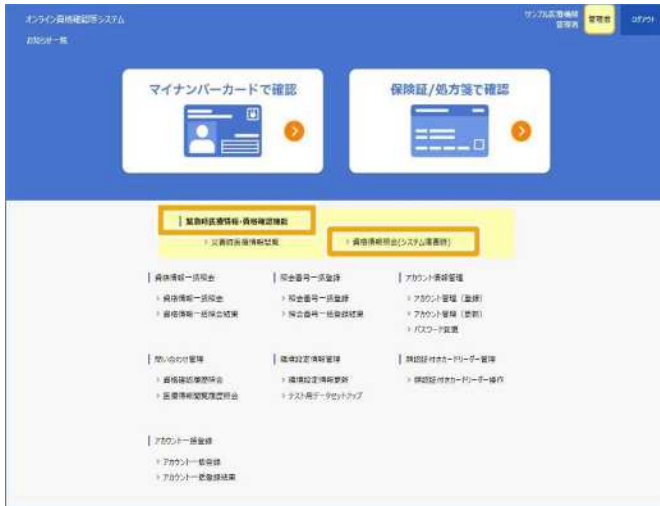 オンライン資格確認等システム
サンプル医療機関
管理者
管理者
ログアウト
お知らせ一覧
マイナンバーカードで確認
保険証/処方箋で確認
緊急時医療情報・資格確認機能
災害時医療情報閲覧
資格情報照会(システム障害時)
資格情報一括照会
照会番号一括登録
アカウント情報管理
資格情報一括照会
照会番号一括登録
アカウント管理（登録）
資格情報一括照会結果
照会番号一括登録結果
アカウント管理（更新）
パスワード変更
問い合わせ管理
環境設定情報管理
顔認証付きカードリーダー管理
資格確認履歴照会
環境設定情報更新
顔認証付きカードリーダー操作
医療情報閲覧履歴照会
テスト用データセットアップ
アカウント一括登録
アカウント一括登録
アカウント一括登録結果